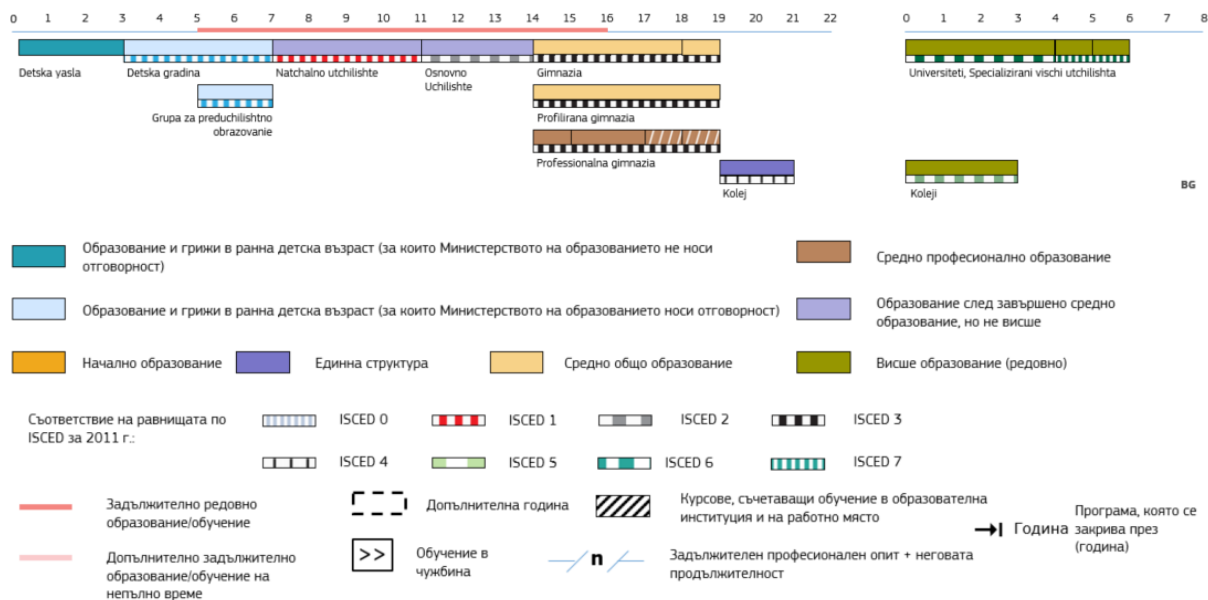 0 1 2 3 4 5 6 7 8 9 10 11 12 13 14 15 16 17 18 19 20 21 22 0 1 2 3 4 5 6 7 8
Detska yasla Detska gradina Natchalno utchilishte Osnovno Gimnazia Universiteti, Specializirani vischi utchilishta
Uchilishte
Grupa za preduchilishtno Profilirana gimnazia
obrazovanie
Professionalna gimnazia
Kolej Koleji BG
Образование и грижи в ранна детска възраст (за които Министерството на образованието не носи
отговорност)
Средно професионално образование
Образование и грижи в ранна детска възраст (за които Министерството на образованието носи отговорност)
Образование след завършено средно
образование, но не висше
Начално образование Единна структура Средно общо образование Висше образование (редовно)
Съответствие на равнищата по
ISCED за 2011 г.:
ISCED 0 ISCED 1 ISCED 2 ISCED 3
ISCED 4 ISCED 5 ISCED 6 ISCED 7
Задължително редовно
образование/обучение
Допълнителна година
Курсове, съчетаващи обучение в образователна
институция и на работно място
Година
Програма, която се
закрива през
(година)
Допълнително задължително
образование/обучение на
непълно време
>>
Обучение в
чужбина
n
Задължителен професионален опит + неговата
продължителност